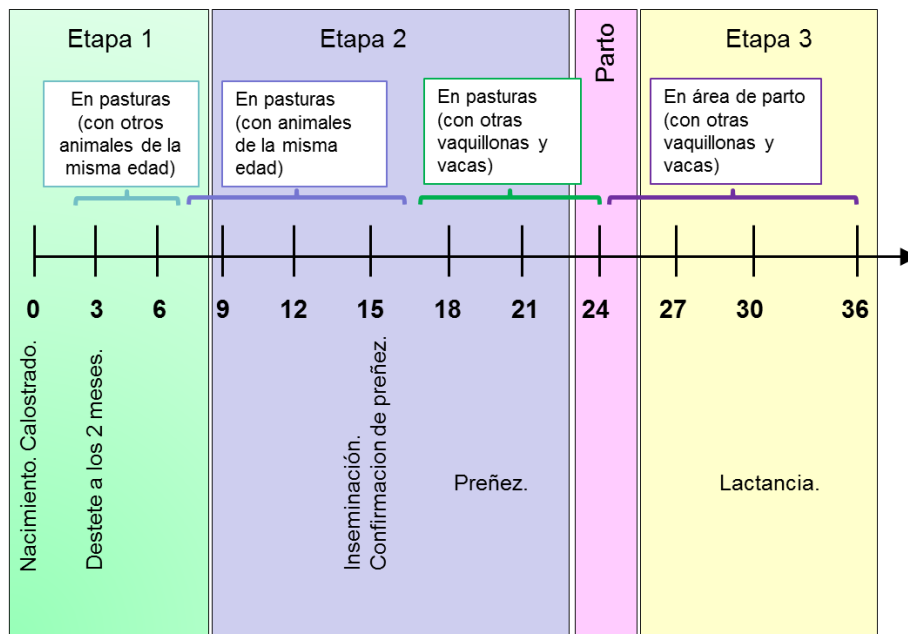 Etapa 1
Etapa 2
Parto
Etapa 3
En pasturas
(con otros
animales de la
misma edad)
En pasturas
(con animales
de la misma
edad)
En pasturas
(con otras
vaquillonas y
vacas)
En área de parto
(con otras
vaquillonas y
vacas)
0
3
6
9
12
15
18
21
24
27
30
36
Nacimiento. Calostrado.
Destete a los 2 meses.
Inseminación.
Confirmacion de preñez.
Preñez.
Lactancia.